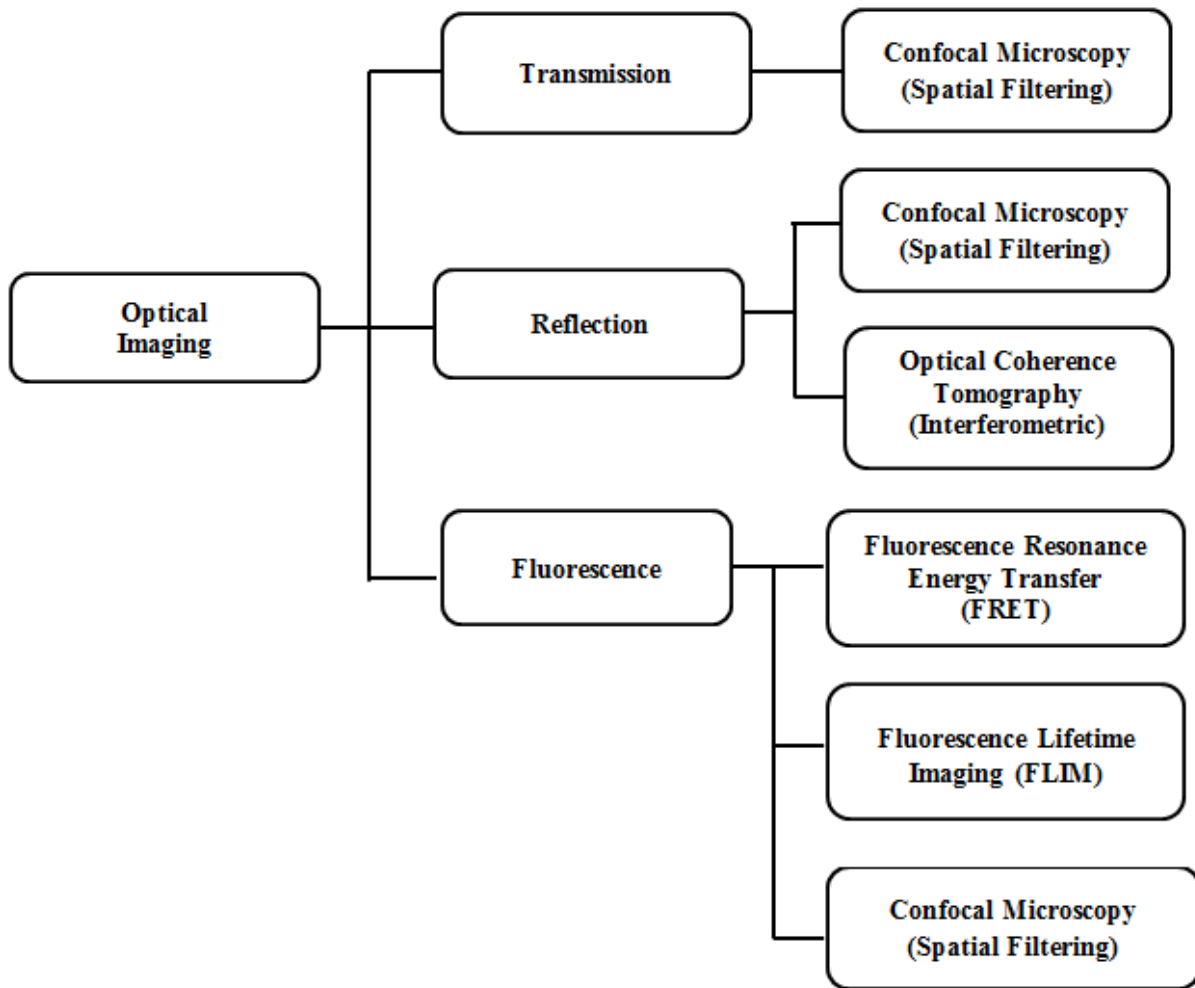 Transmission
Confocal Microscopy
(Spatial Filtering)
Confocal Microscopy
(Spatial Filtering)
Optical
Imaging
Reflection
Optical Coherence
Tomography
(Interferometric)
Fluorescence
Fluorescence Resonance
Energy Transfer
(FRET)
Fluorescence Lifetime
Imaging (FLIM)
Confocal Microscopy
(Spatial Filtering)